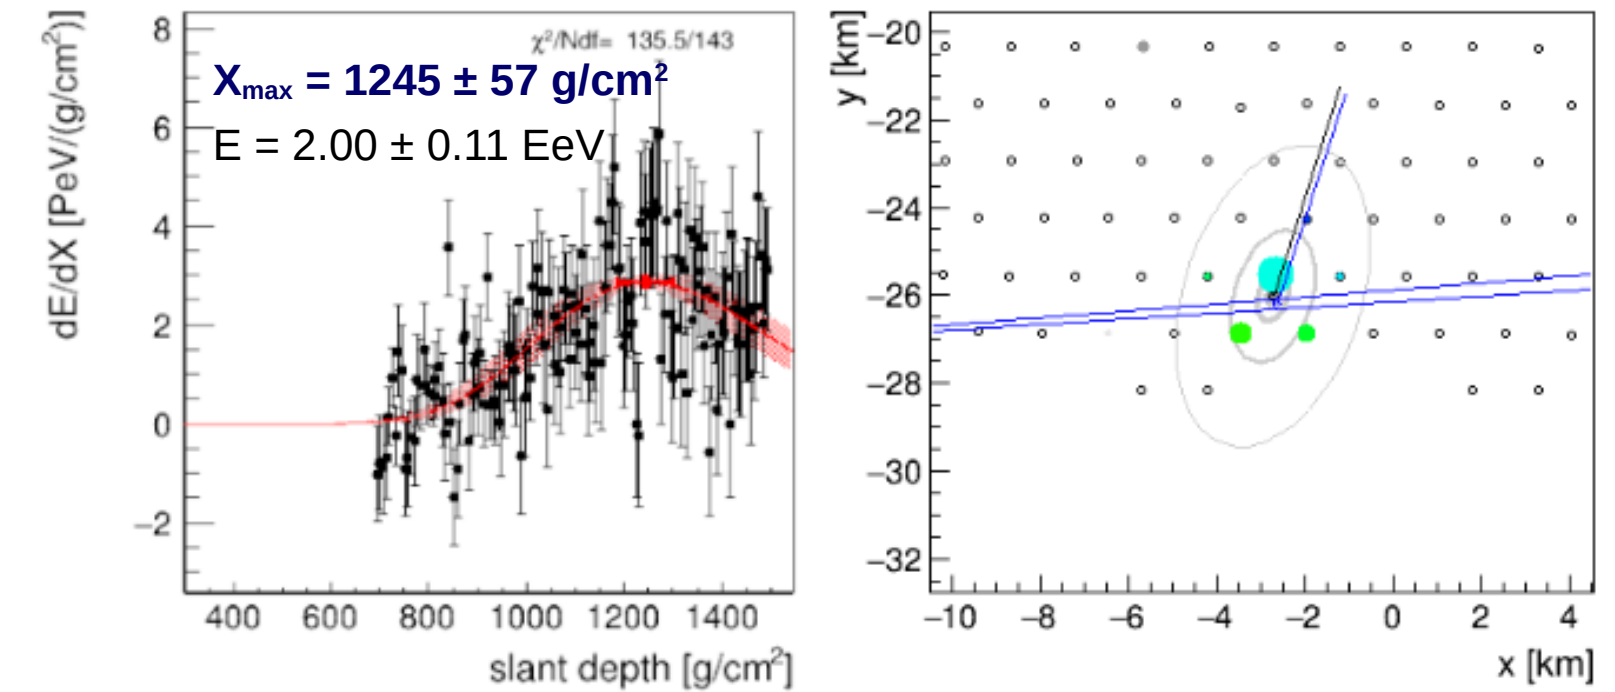 χ²/Ndf= 135.5/143
Xmax = 1245 ± 57 g/cm²
E = 2.00 ± 0.11 EeV
dE/dX [PeV/(g/cm²)]
8
6
4
2
0
−2
400 600 800 1000 1200 1400
slant depth [g/cm²]
y [km]
−20
−22
−24
−26
−28
−30
−32
−10 −8 −6 −4 −2 0 2 4
x [km]